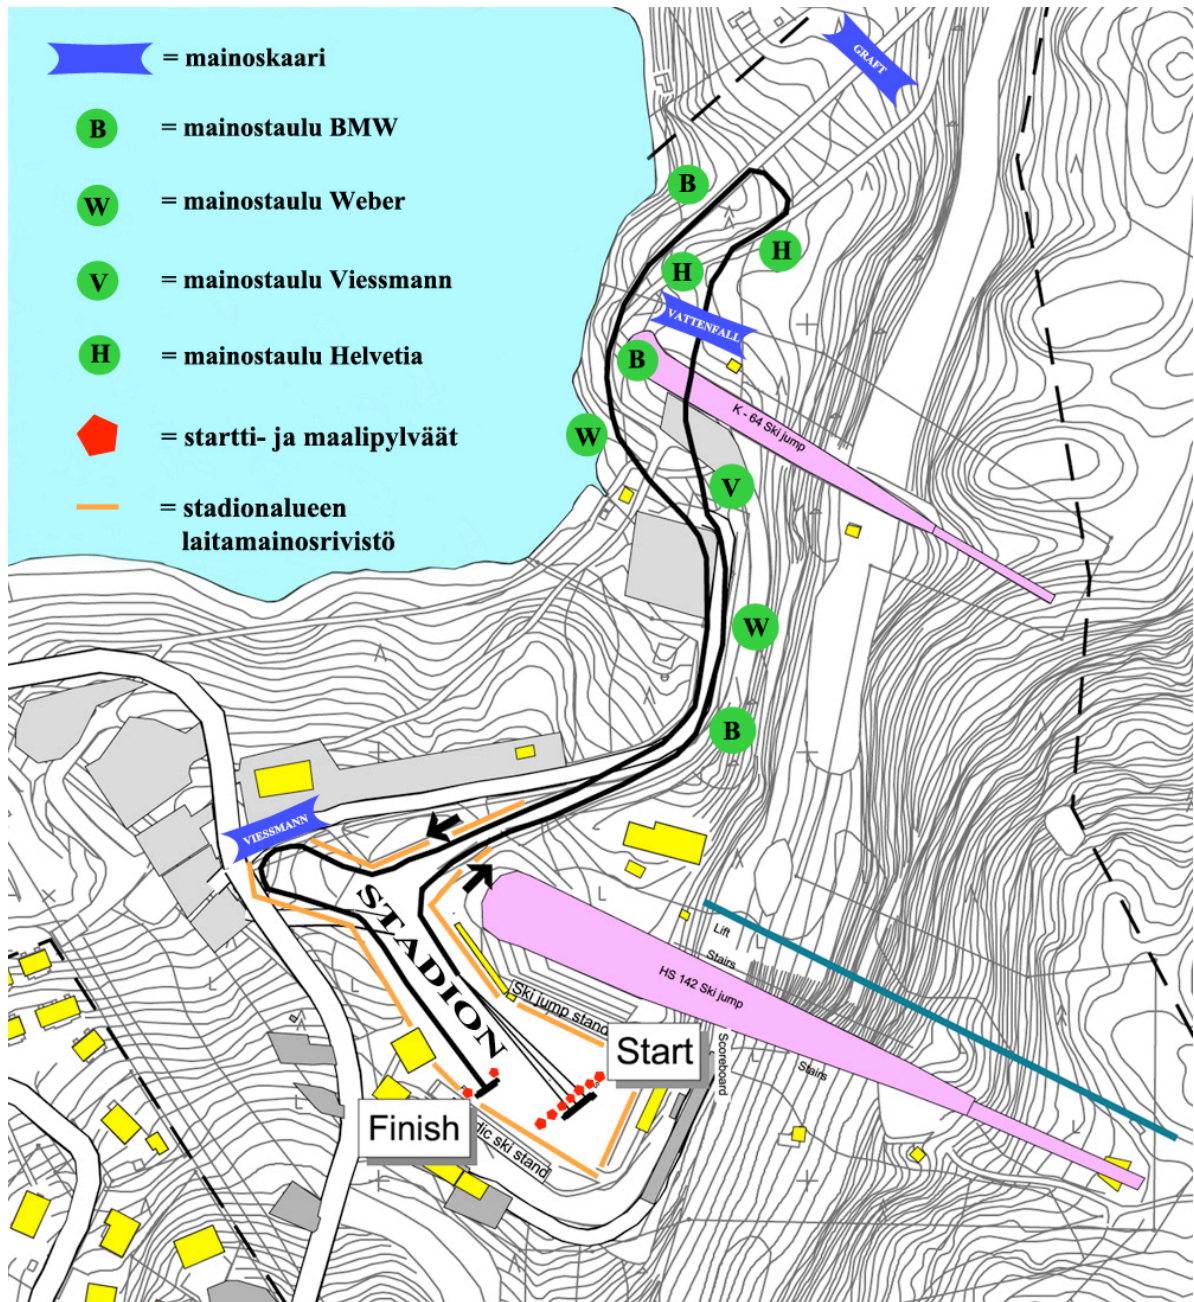 = mainoskaari
B = mainostaulu BMW
W = mainostaulu Weber
V = mainostaulu Viessmann
H = mainostaulu Helvetia
= startti- ja maalipylväät
= stadionalueen
laitamainosrivistö
GRAFT
B
H
H
VATTENFALL
B
K - 64 Ski jump
W
V
W
B
VIESSMANN
STADION
Lift
Stairs
HS 142 Ski jump
Ski jump stand
Start
Scoreboard
Stairs
Finish
dic ski stand